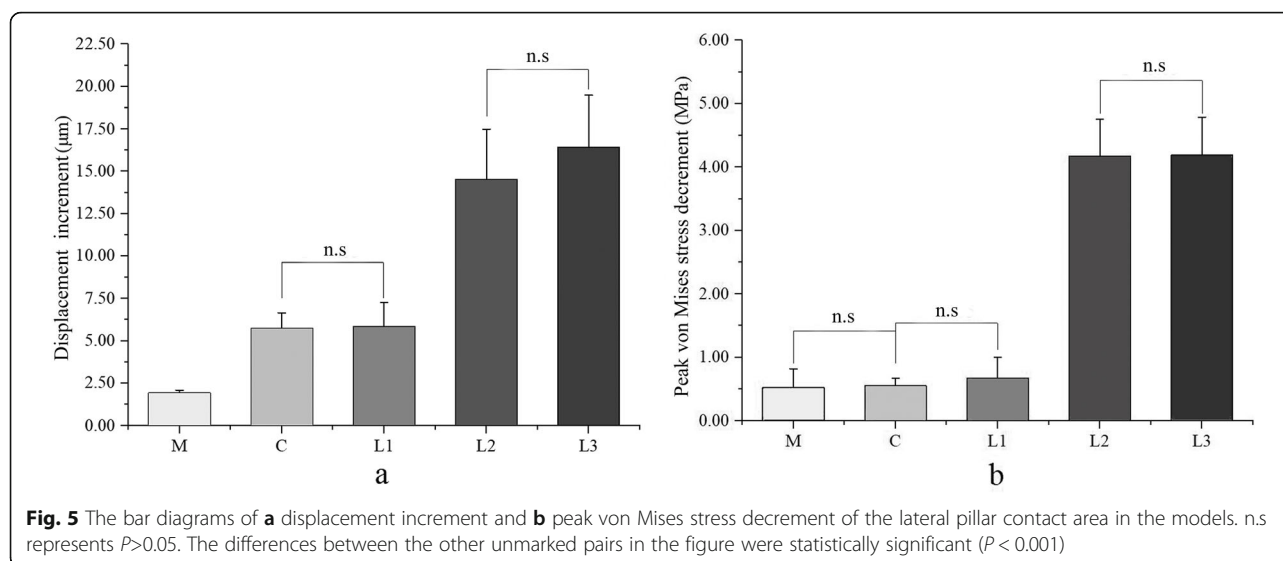 22.50
20.00
17.50
15.00
12.50
10.00
7.50
5.00
2.50
0.00
Displacement increment(μm)
n.s
n.s
M C L1 L2 L3
a
6.00
5.00
4.00
3.00
2.00
1.00
0.00
Peak von Mises stress decrement (MPa)
n.s
n.s
n.s
M C L1 L2 L3
b
Fig. 5 The bar diagrams of a displacement increment and b peak von Mises stress decrement of the lateral pillar contact area in the models. n.s
represents P>0.05. The differences between the other unmarked pairs in the figure were statistically significant (P < 0.001)